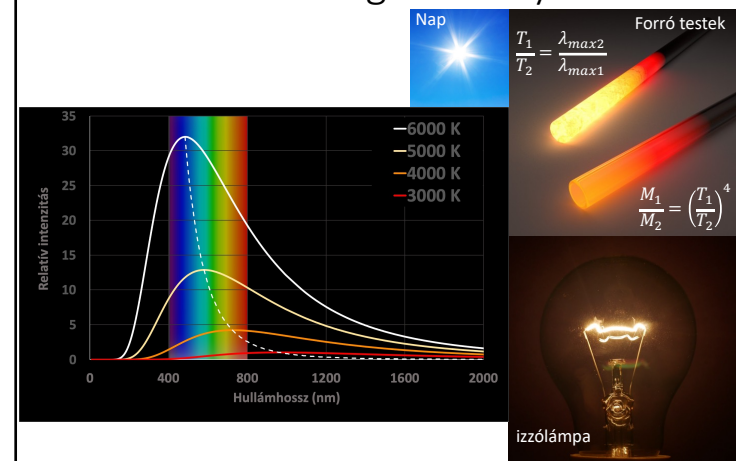 Nap
Forró testek
T₁/T₂ = λmax2/λmax1
M₁/M₂ = (T₁/T₂)⁴
35
30
25
20
15
10
5
0
Relatív intenzitás
6000 K
5000 K
4000 K
3000 K
0 400 800 1200 1600 2000
Hullámhossz (nm)
izzólámpa